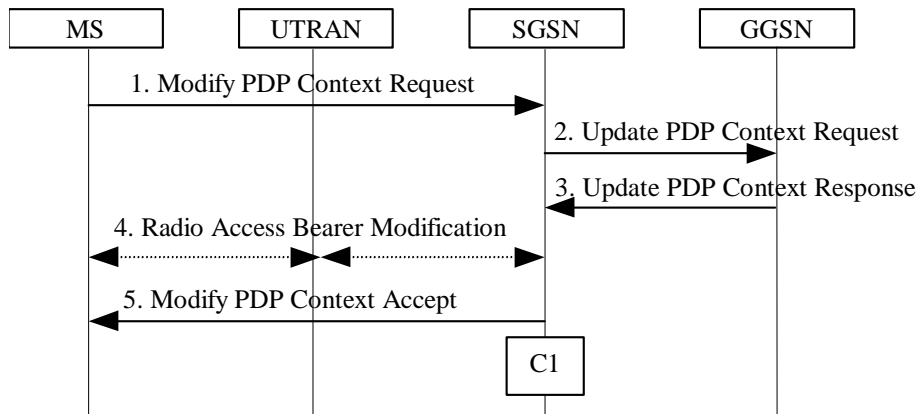 MS UTRAN SGSN GGSN
1. Modify PDP Context Request
2. Update PDP Context Request
3. Update PDP Context Response
4. Radio Access Bearer Modification
5. Modify PDP Context Accept
C1